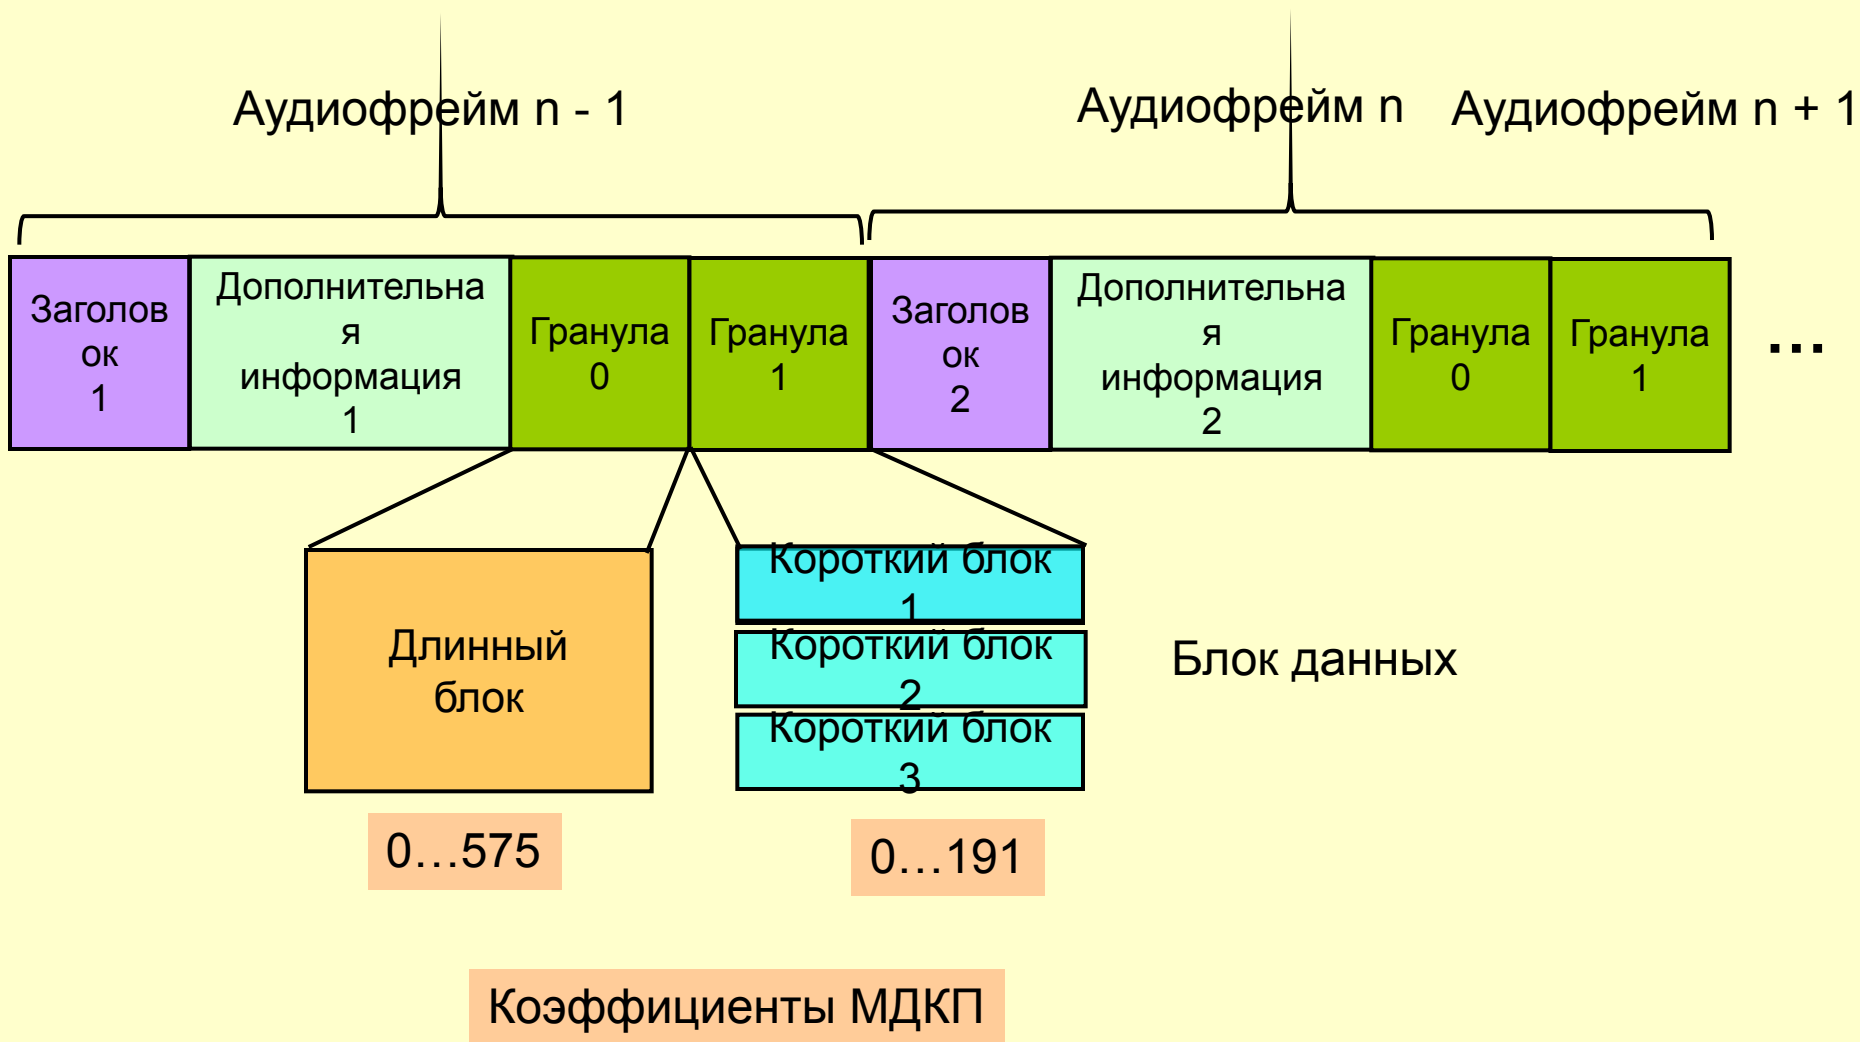 Аудиофрейм n - 1
Аудиофрейм n
Аудиофрейм n + 1
Заголов
ок
1
Дополнительна
я
информация
1
Гранула
0
Гранула
1
Заголов
ок
2
Дополнительна
я
информация
2
Гранула
0
Гранула
1
...
Длинный
блок
Короткий блок
1
Короткий блок
2
Короткий блок
3
Блок данных
0...575
0...191
Коэффициенты МДКП